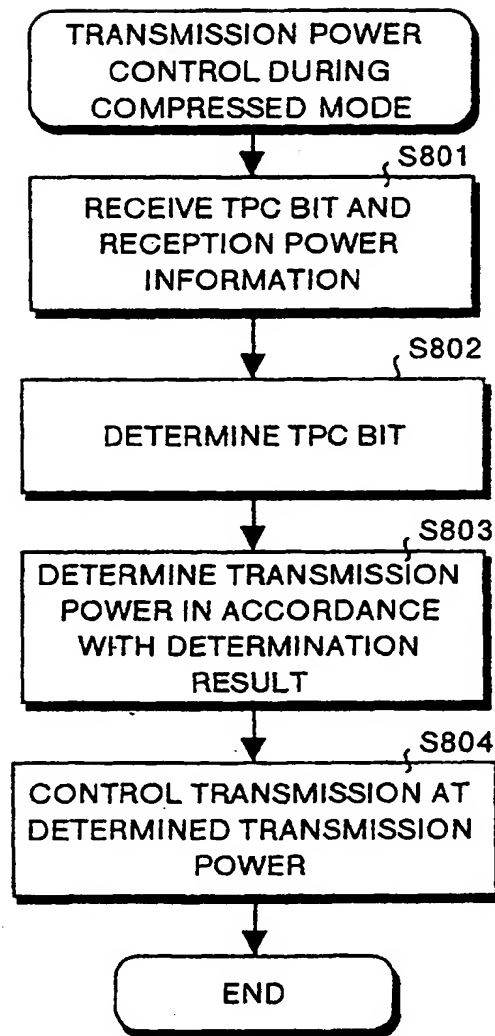 TRANSMISSION POWER
CONTROL DURING
COMPRESSED MODE
S801
RECEIVE TPC BIT AND
RECEPTION POWER
INFORMATION
S802
DETERMINE TPC BIT
S803
DETERMINE TRANSMISSION
POWER IN ACCORDANCE
WITH DETERMINATION
RESULT
S804
CONTROL TRANSMISSION AT
DETERMINED TRANSMISSION
POWER
END